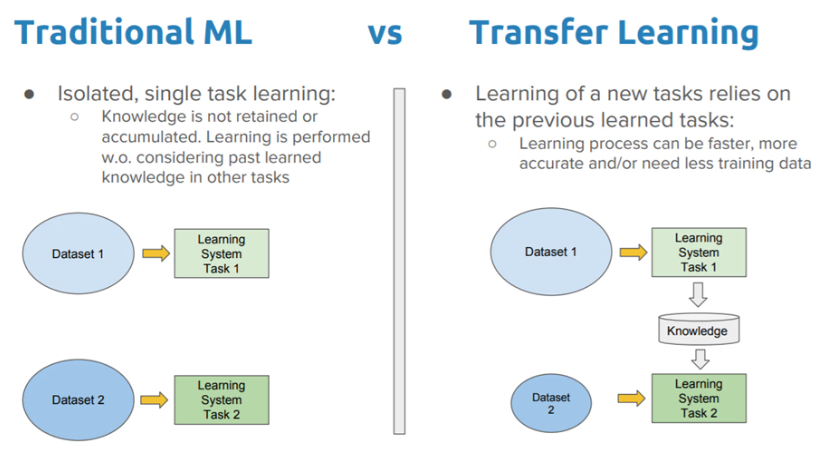 Traditional ML vs Transfer Learning
● Isolated, single task learning:
○ Knowledge is not retained or
accumulated. Learning is performed
w.o. considering past learned
knowledge in other tasks
Dataset 1
Learning
System
Task 1
Dataset 2
Learning
System
Task 2
● Learning of a new tasks relies on
the previous learned tasks:
○ Learning process can be faster, more
accurate and/or need less training data
Dataset 1
Learning
System
Task 1
Knowledge
Dataset
2
Learning
System
Task 2